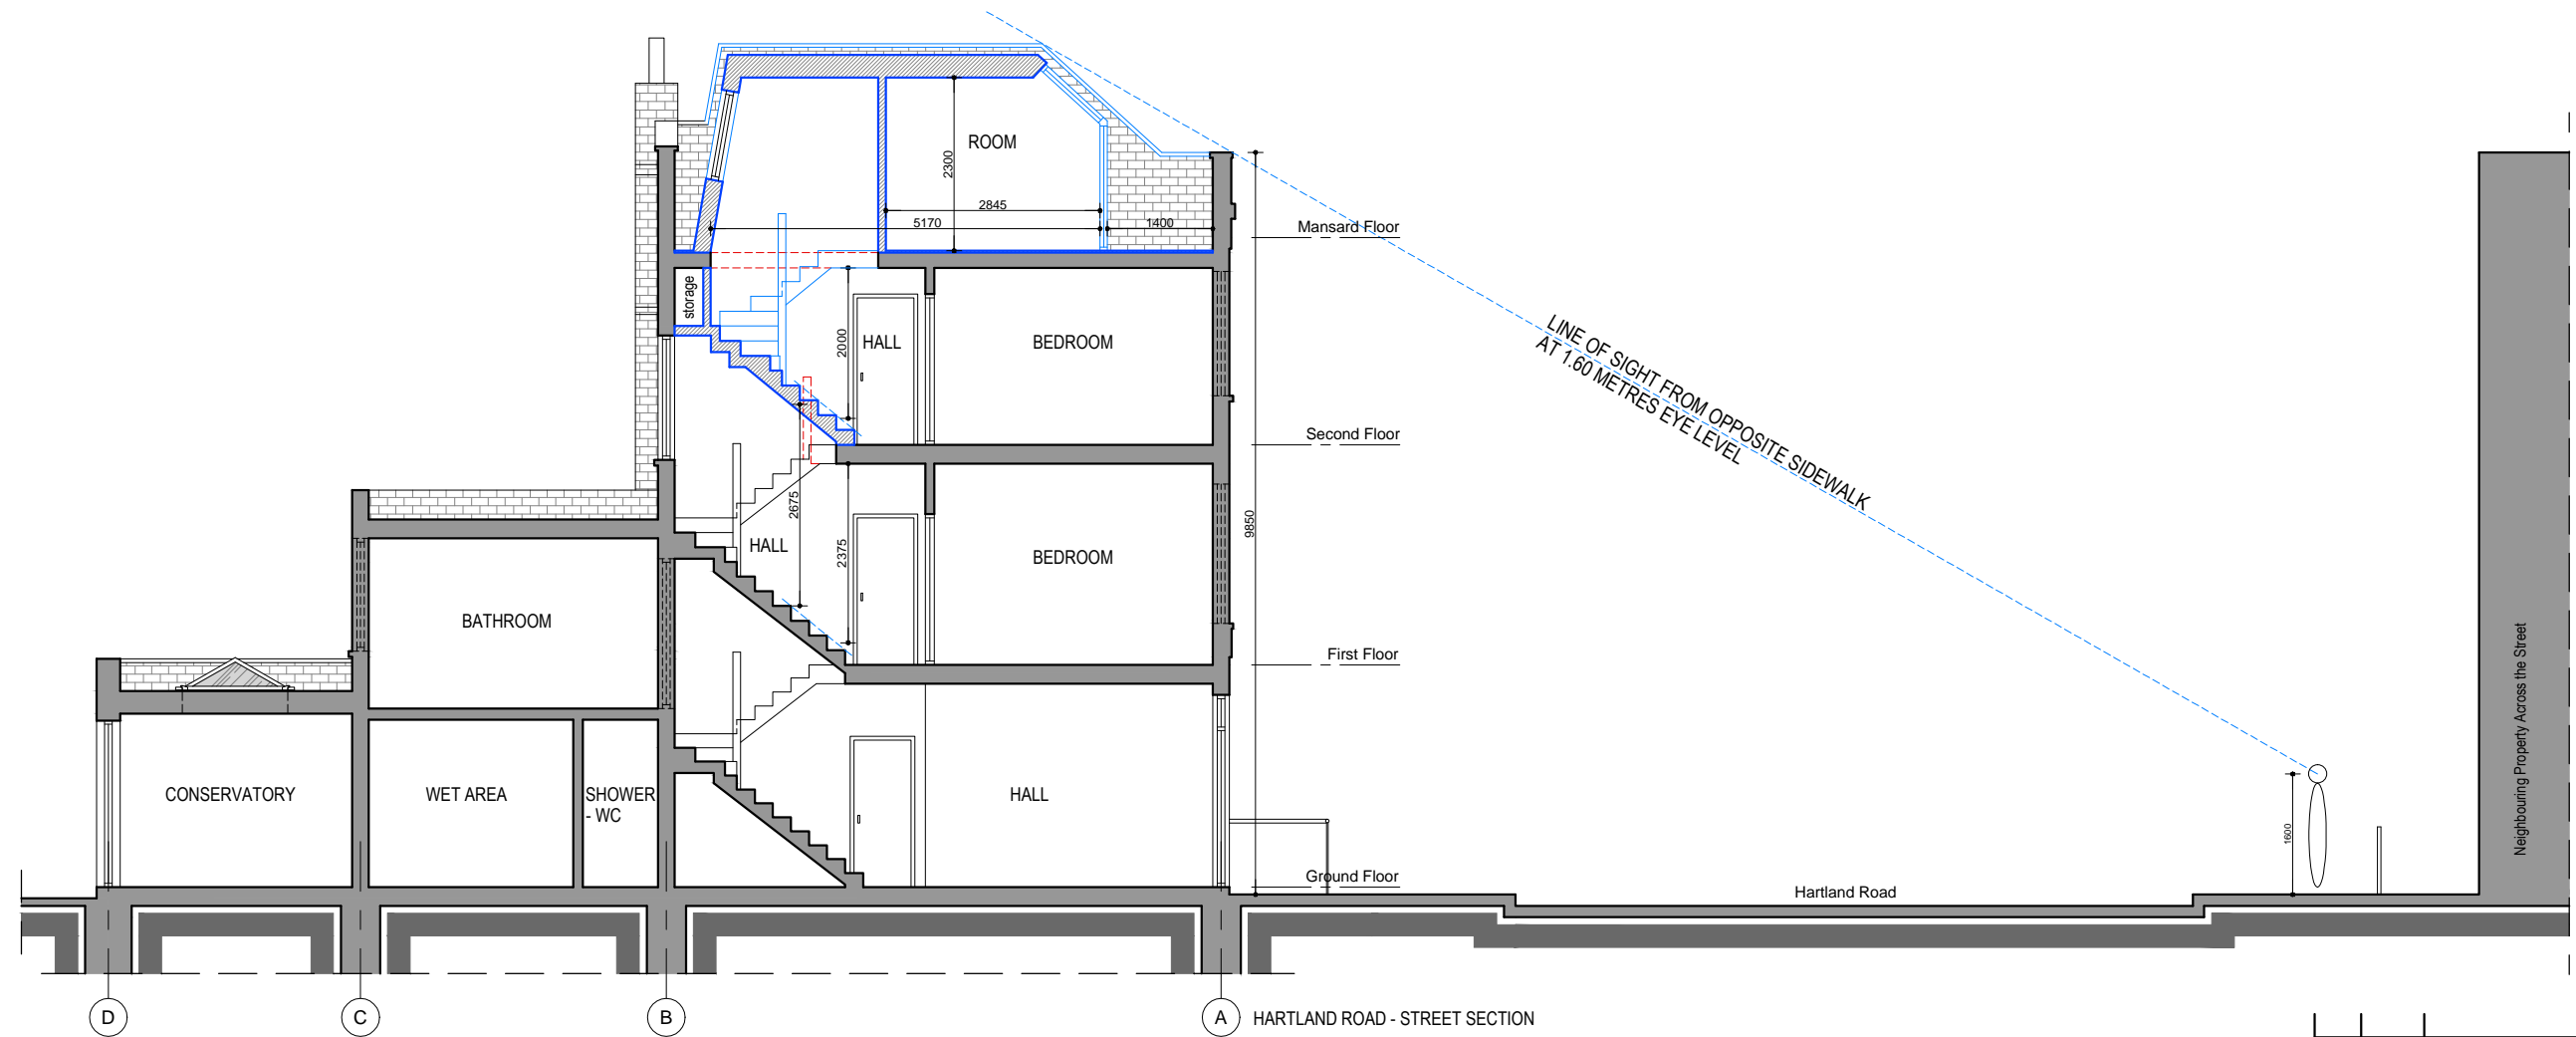 ROOM
2300
2845
5170
1400
Mansard Floor
storage
2000
HALL
BEDROOM
LINE OF SIGHT FROM OPPOSITE SIDEWALK
AT 1.60 METRES EYE LEVEL
Second Floor
2675
HALL
2375
BEDROOM
9850
BATHROOM
First Floor
Neighbouring Property Across the Street
CONSERVATORY
WET AREA
SHOWER
- WC
HALL
1600
Ground Floor
Hartland Road
D
C
B
A
HARTLAND ROAD - STREET SECTION